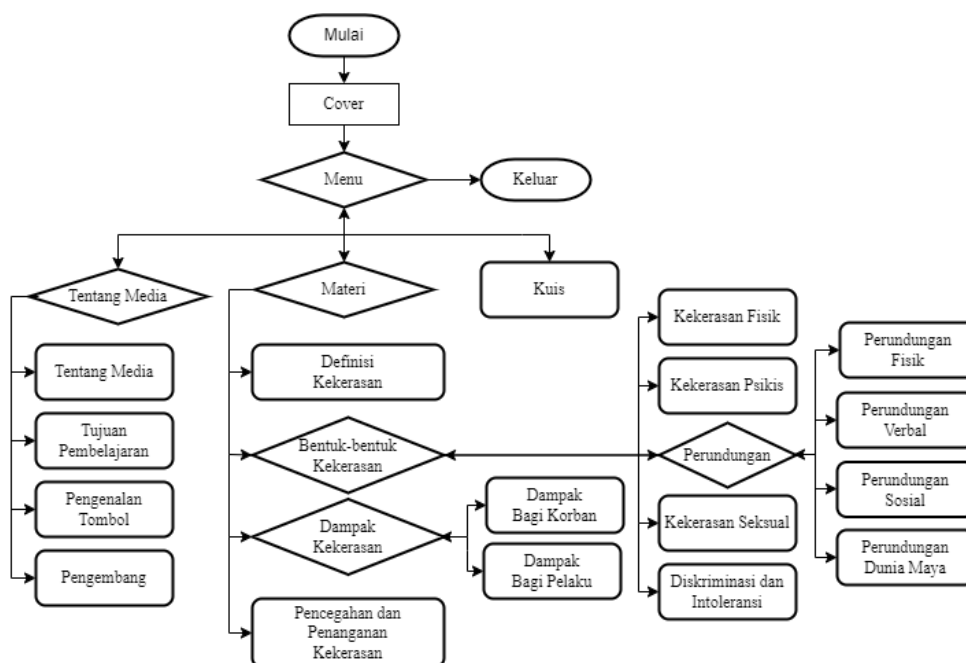 Mulai
Cover
Menu
Keluar
Tentang Media
Materi
Kuis
Tentang Media
Tujuan
Pembelajaran
Pengenalan
Tombol
Pengembang
Definisi
Kekerasan
Bentuk-bentuk
Kekerasan
Dampak
Kekerasan
Pencegahan dan
Penanganan
Kekerasan
Dampak
Bagi Korban
Dampak
Bagi Pelaku
Kekerasan Fisik
Kekerasan Psikis
Perundungan
Kekerasan Seksual
Diskriminasi dan
Intoleransi
Perundungan
Fisik
Perundungan
Verbal
Perundungan
Sosial
Perundungan
Dunia Maya